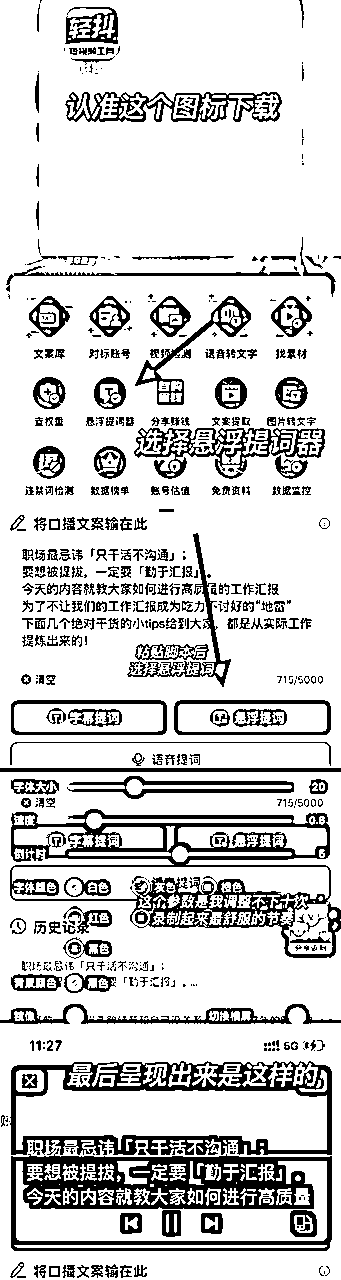 轻抖
短视频工具
轻抖
认准这个图标下载
文案库
对标账号
视频检测
语音转文字
找素材
查权重
悬浮提词器
分享赚钱
文案提取
图片转文字
选择悬浮提词器
违禁词检测
数据榜单
账号估值
免费资料
数据监控
将口播文案输在此
职场最忌讳「只干活不沟通」；
要想被提拔，一定要「勤于汇报」。
今天的内容就教大家如何进行高质量的工作汇报
为了不让我们的工作汇报成为吃力不讨好的“地雷”
下面几个绝对干货的小tips给到大家，都是从实际工作
提炼出来的！
粘贴脚本后
选择悬浮提词
清空
715/5000
字幕提词
悬浮提词
语音提词
字体大小
20
清空
715/5000
速度
0.8
字幕提词
悬浮提词
倒计时
6
字体颜色
白色
灰色
橙色
这个参数是我调整不下十次
录制起来最舒服的节奏
红色
历史记录
黑色
分享返利
职场最忌讳「只干活不沟通」；
背景颜色
黑色
「勤于汇报」，...
切换横屏
11:27
5G
最后呈现出来是这样的
职场最忌讳「只干活不沟通」；
要想被提拔，一定要「勤于汇报」。
今天的内容就教大家如何进行高质量
将口播文案输在此